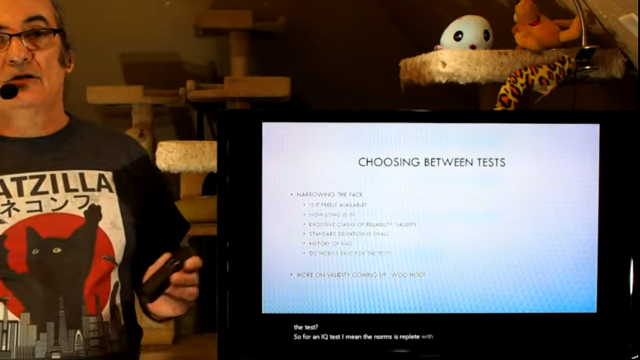 CATZILLA
ネコンフ
CHOOSING BETWEEN TESTS
• NARROWING THE PACK
• IS IT FREELY AVAILABLE?
• HOW LONG IS IT?
• EXCESSIVE CLAIMS OF RELIABILITY, VALIDITY
• STANDARD DEVIATION IS SMALL
• HISTORY OF BIAS
• DO NORMS EXIST FOR THE TEST?
• MORE ON VALIDITY COMING UP WOO HOO!
the test?
So for an IQ test I mean the norms is replete with